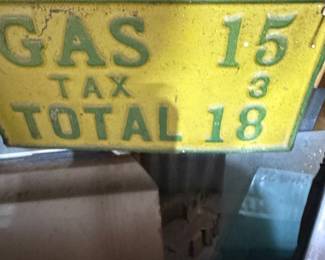 GAS 15
TAX 3
TOTAL 18